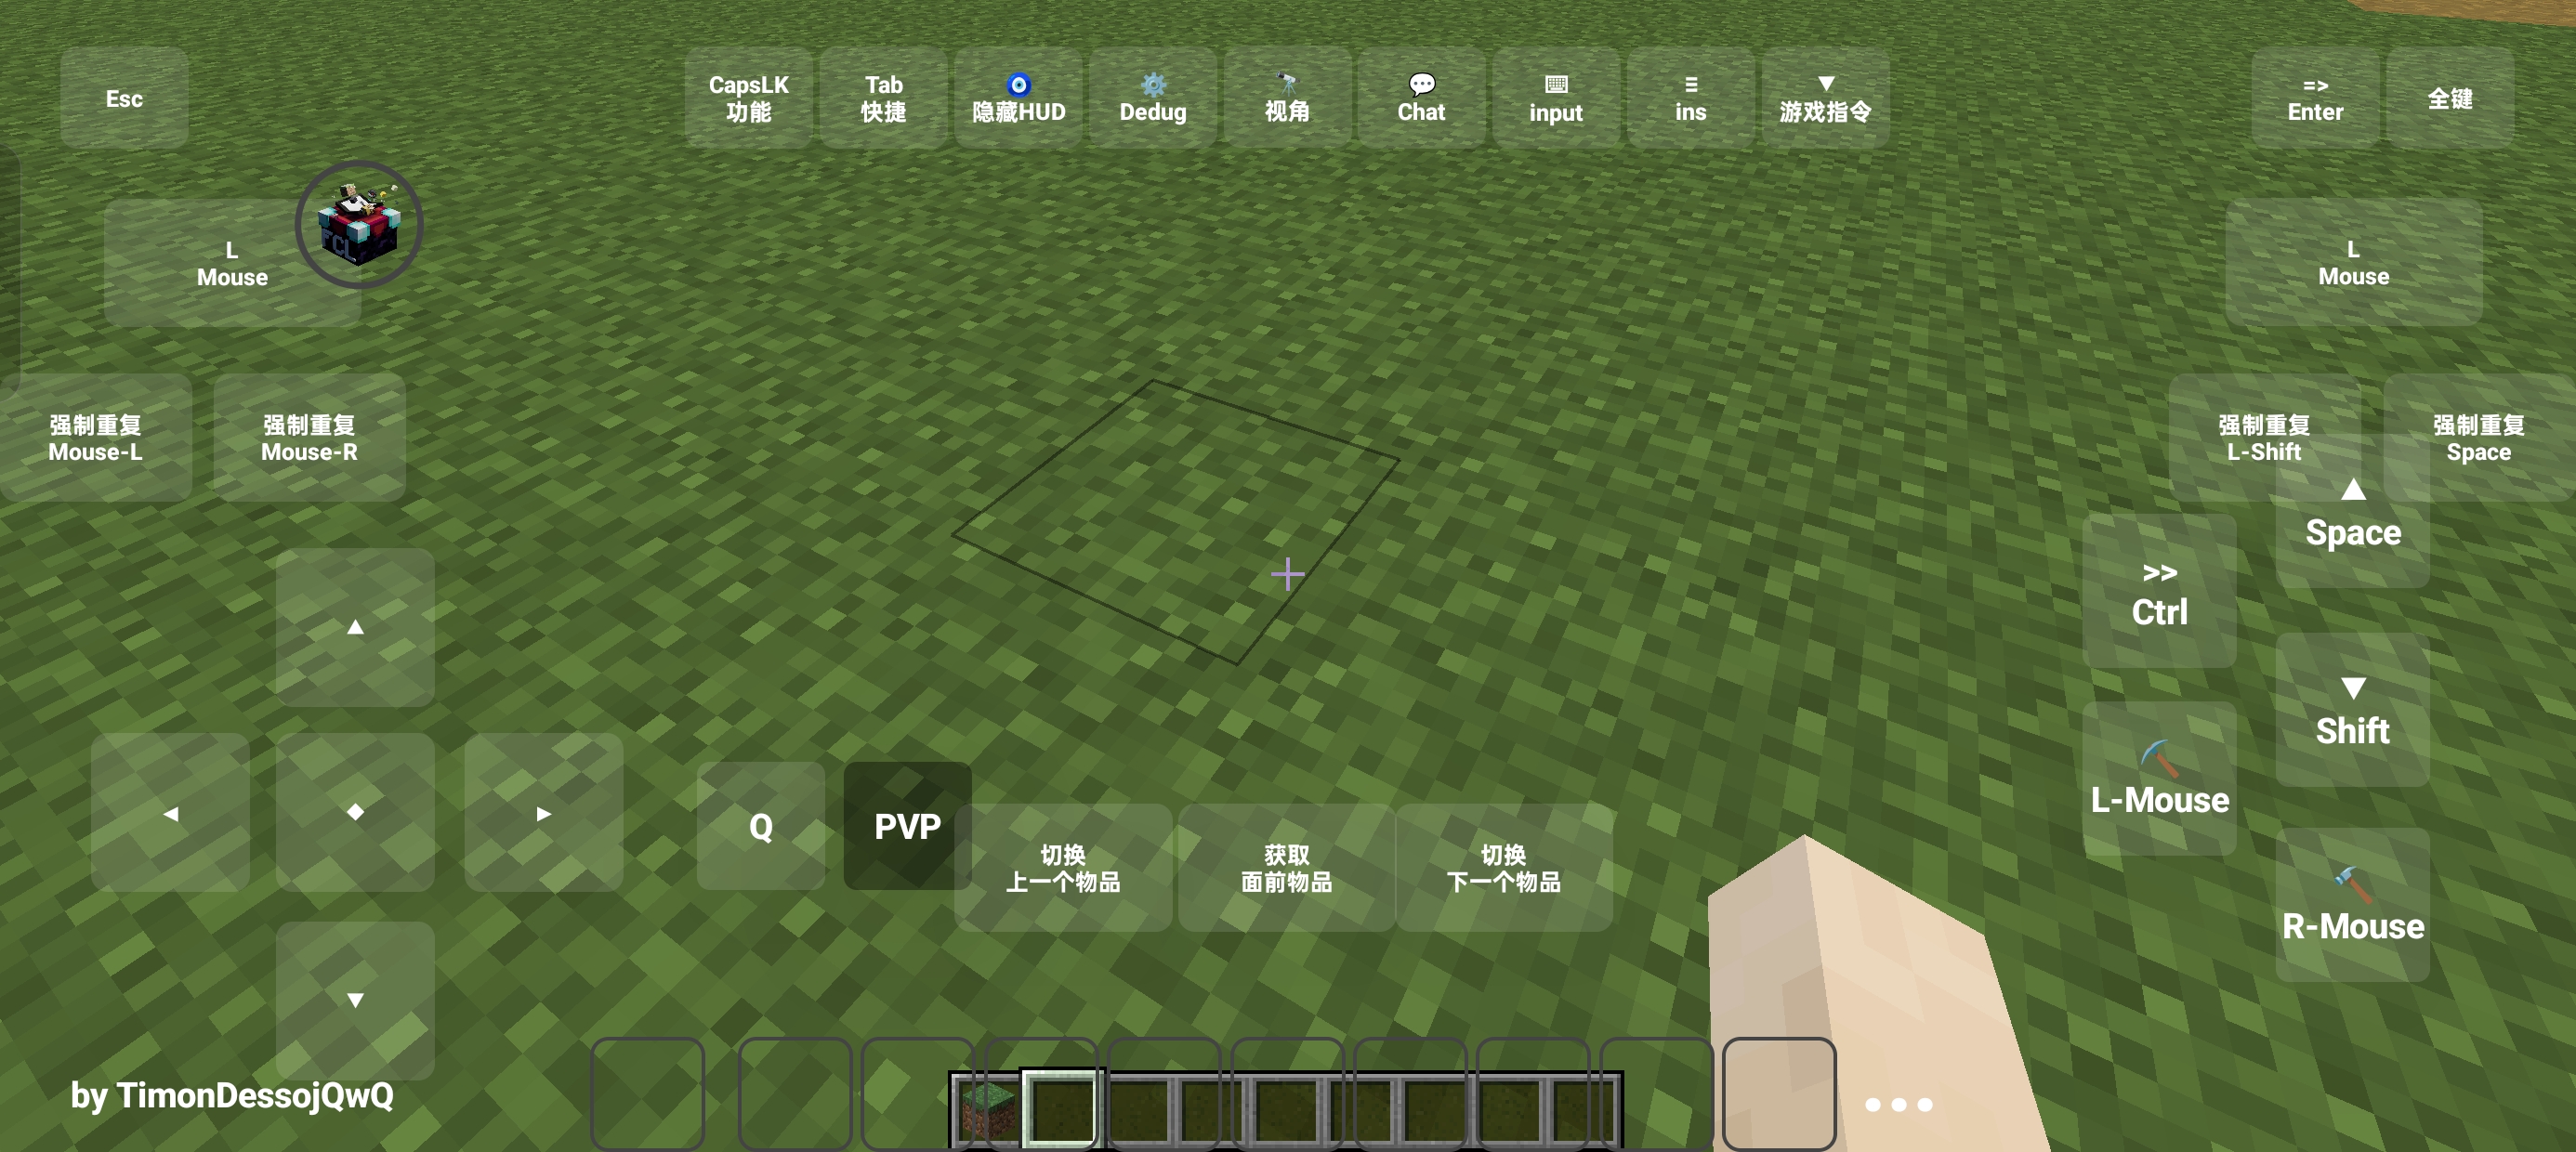 Esc
CapsLK
功能
Tab
快捷
🧿
隐藏HUD
⚙️
Dedug
🔭
视角
💬
Chat
⌨
input
≡
ins
▼
游戏指令
=>
Enter
全键
L
Mouse
FCL
L
Mouse
强制重复
Mouse-L
强制重复
Mouse-R
强制重复
L-Shift
强制重复
Space
▲
Space
>>
Ctrl
▲
▼
Shift
⛏
L-Mouse
◀
◆
▶
Q
PVP
切换
上一个物品
获取
面前物品
切换
下一个物品
🔨
R-Mouse
▼
by TimonDessojQwQ
•••